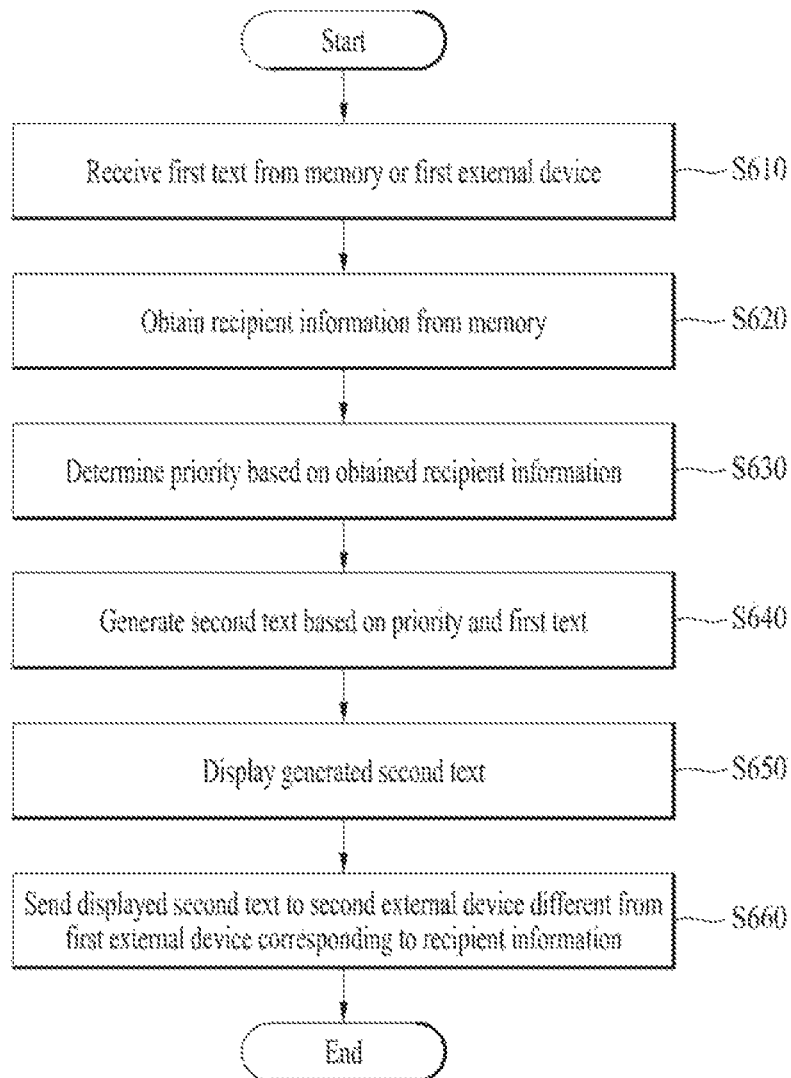 Start
Receive first text from memory or first external device
S610
Obtain recipient information from memory
S620
Determine priority based on obtained recipient information
S630
Generate second text based on priority and first text
S640
Display generated second text
S650
Send displayed second text to second external device different from
first external device corresponding to recipient information
S660
End